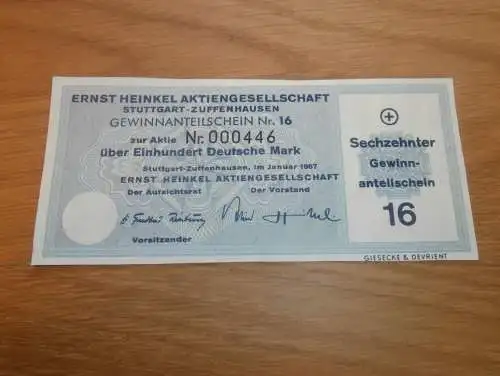 ERNST HEINKEL AKTIENGESELLSCHAFT
STUTTGART-ZUFFENHAUSEN
GEWINNANTEILSCHEIN Nr. 16
zur Aktie Nr. 000446
über Einhundert Deutsche Mark
Stuttgart-Zuffenhausen, im Januar 1967
ERNST HEINKEL AKTIENGESELLSCHAFT
Der Aufsichtsrat Der Vorstand
Vorsitzender
Sechzehnter
Gewinn-
anteilschein
16
GIESECKE & DEVRIENT